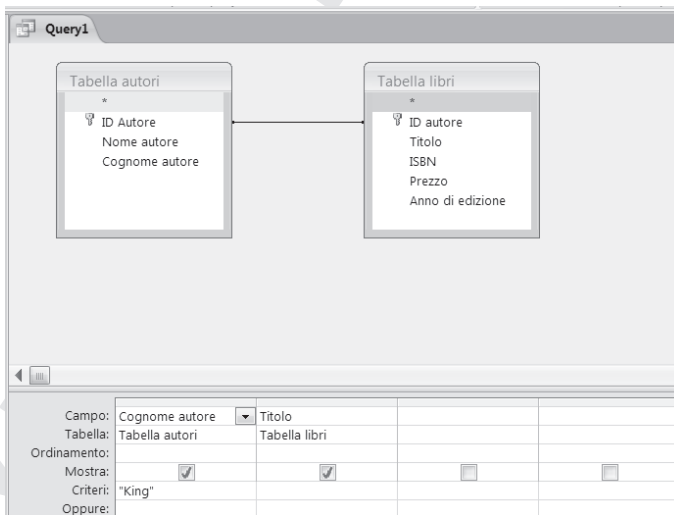 Query1
Tabella autori
*
ID Autore
Nome autore
Cognome autore
Tabella libri
*
ID autore
Titolo
ISBN
Prezzo
Anno di edizione
Campo: Cognome autore Titolo
Tabella: Tabella autori Tabella libri
Ordinamento:
Mostra:
Criteri: "King"
Oppure: